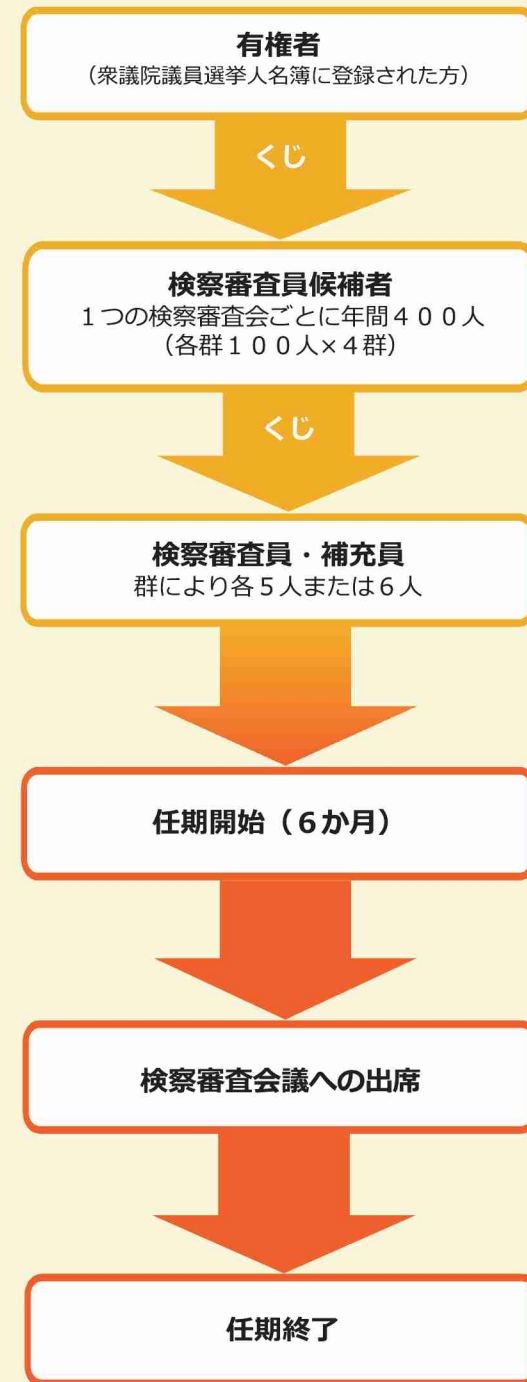 有権者
（衆議院議員選挙人名簿に登録された方）
くじ
検察審査員候補者
１つの検察審査会ごとに年間４００人
（各群１００人×４群）
くじ
検察審査員・補充員
群により各５人または６人
任期開始（６か月）
検察審査会議への出席
任期終了